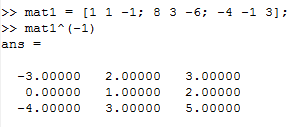 >> mat1 = [1 1 -1; 8 3 -6; -4 -1 3];
>> mat1^(-1)
ans =
-3.00000 2.00000 3.00000
0.00000 1.00000 2.00000
-4.00000 3.00000 5.00000